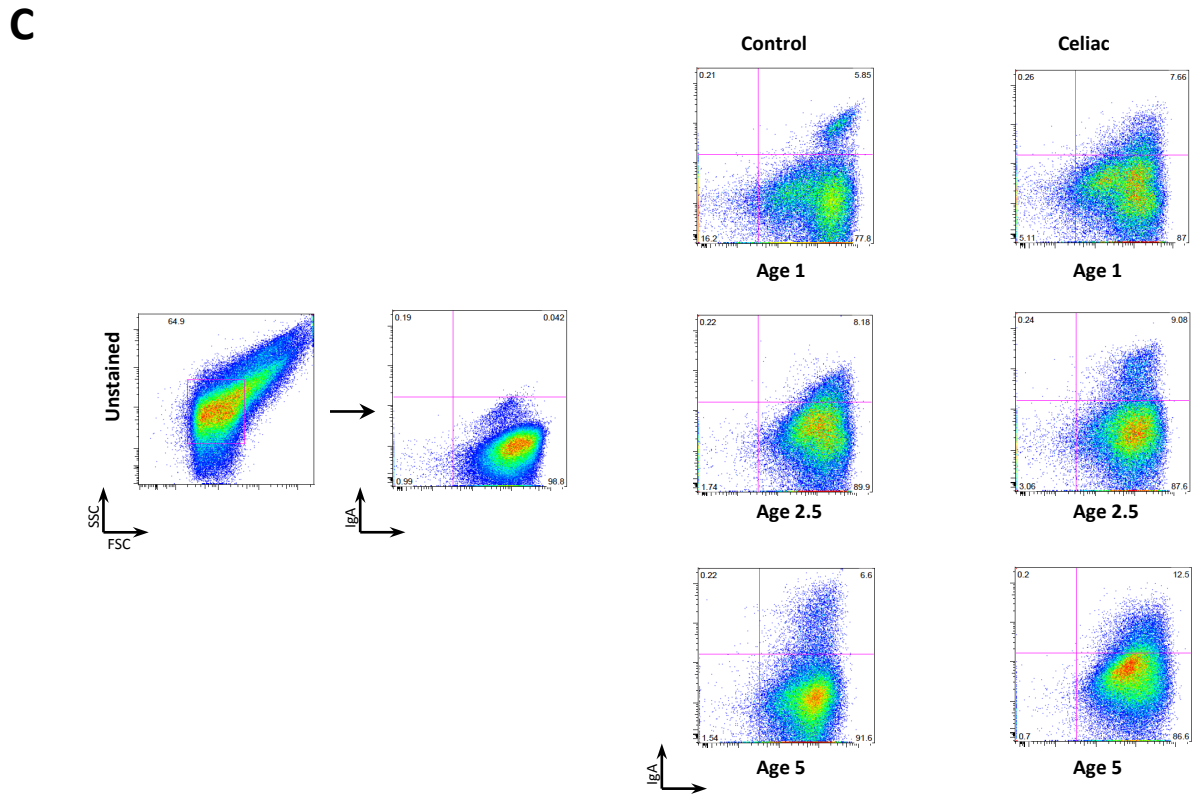 C
Control
Celiac
0.21 5.85
16.2 77.8
Age 1
0.26 7.66
5.11 87
Age 1
Unstained
64.9
SSC
FSC
0.19 0.042
0.99 98.8
IgA
0.22 8.18
1.74 89.9
Age 2.5
0.24 9.08
3.06 87.6
Age 2.5
0.22 6.6
1.54 91.6
Age 5
IgA
0.2 12.5
0.7 86.6
Age 5